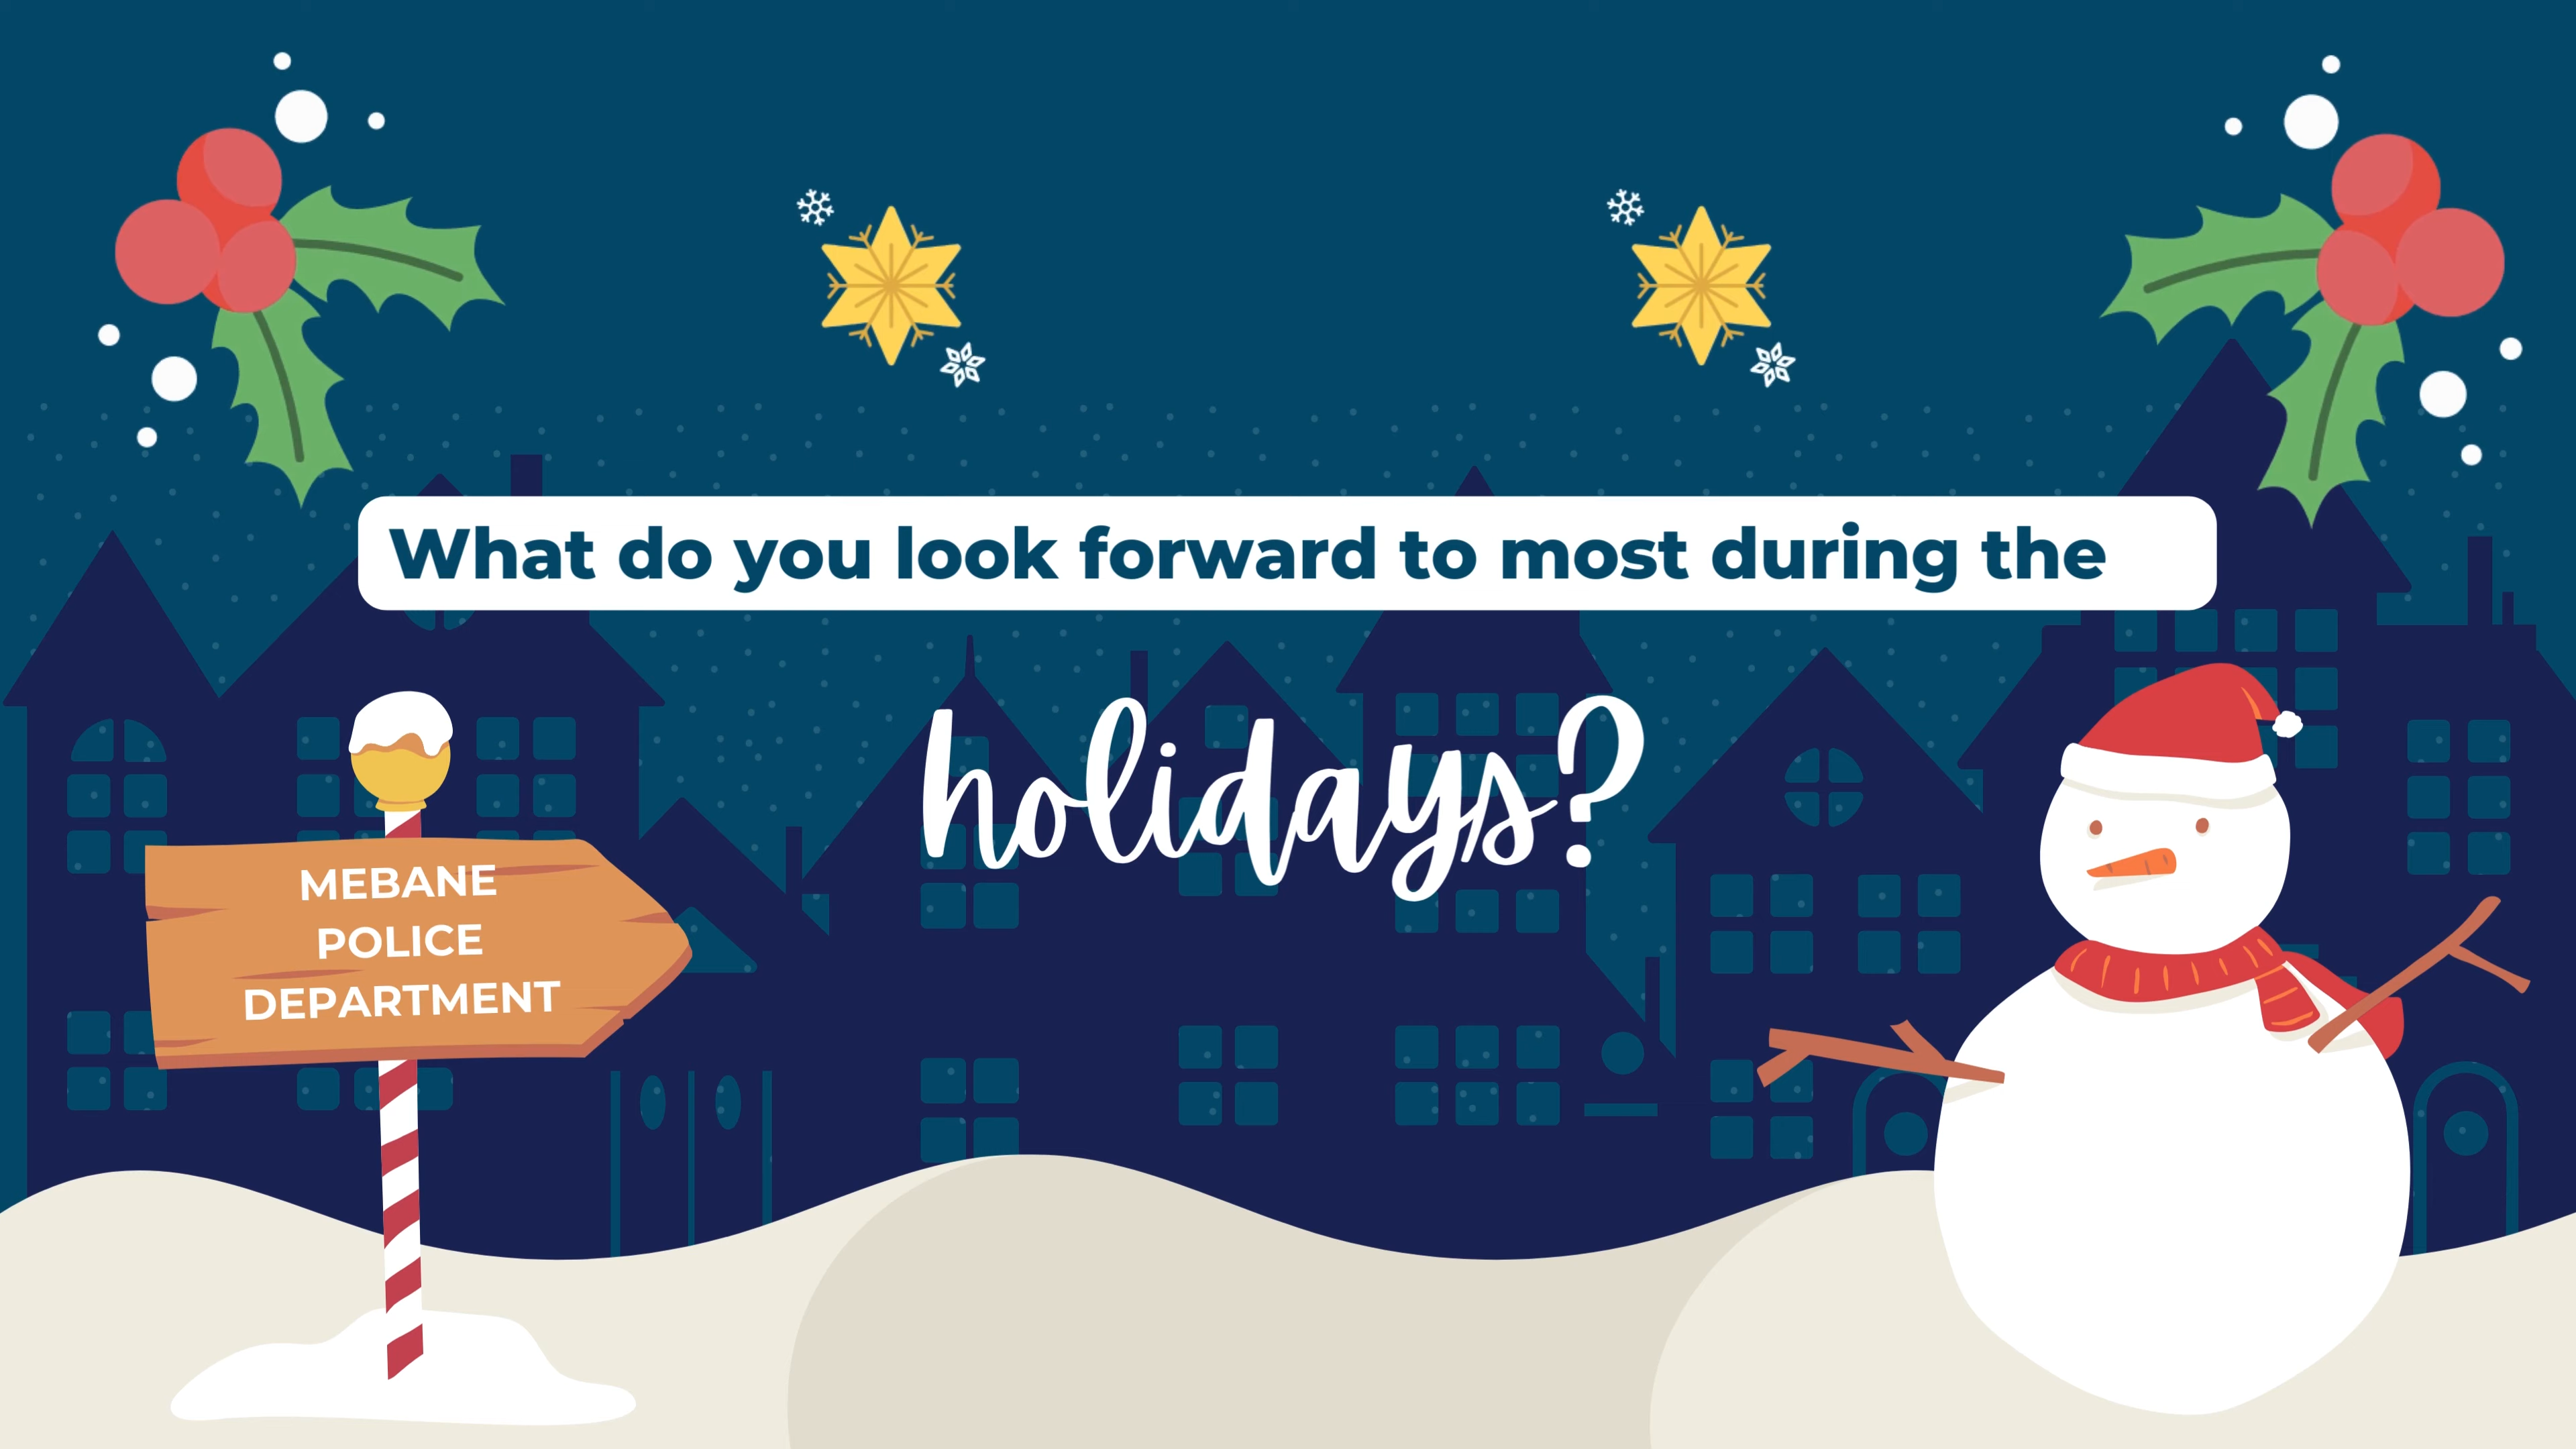 What do you look forward to most during the
holidays?
MEBANE
POLICE
DEPARTMENT